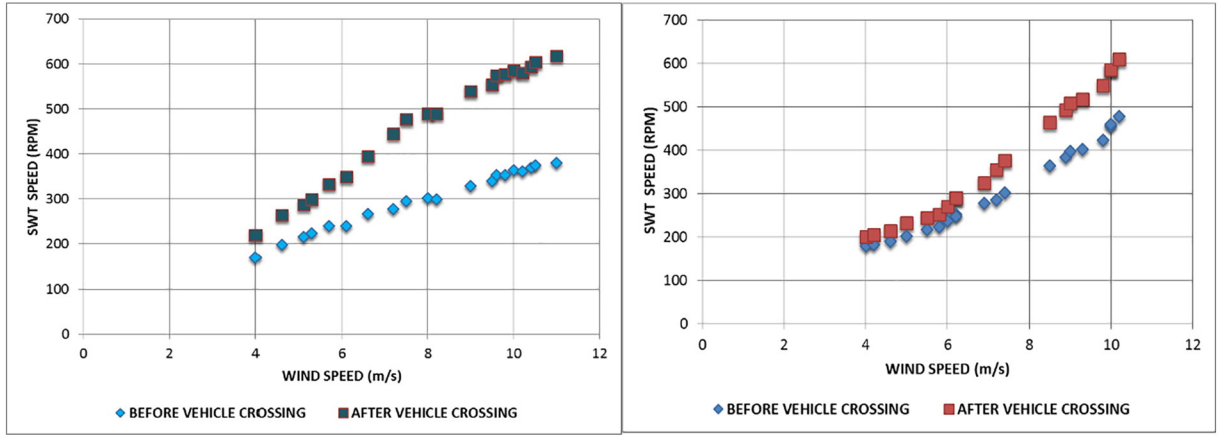 700
600
500
400
300
200
100
0
SWT SPEED (RPM)
0 2 4 6 8 10 12
WIND SPEED (m/s)
BEFORE VEHICLE CROSSING AFTER VEHICLE CROSSING
700
600
500
400
300
200
100
0
SWT SPEED (RPM)
0 2 4 6 8 10 12
WIND SPEED (m/s)
BEFORE VEHICLE CROSSING AFTER VEHICLE CROSSING